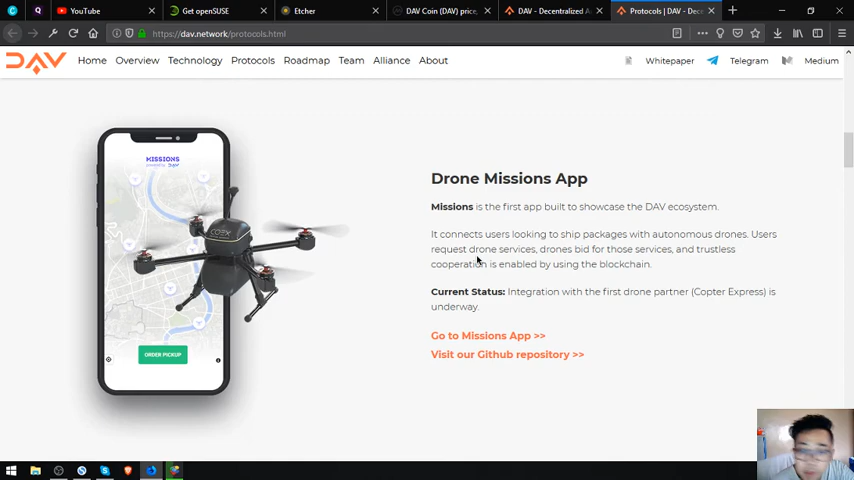 YouTube
Get openSUSE
Etcher
DAV Coin (DAV) price,
DAV - Decentralized A
Protocols | DAV - Dece
https://dav.network/protocols.html
DAV
Home
Overview
Technology
Protocols
Roadmap
Team
Alliance
About
Whitepaper
Telegram
Medium
MISSIONS
COEX
ORDER PICKUP
Drone Missions App
Missions is the first app built to showcase the DAV ecosystem.
It connects users looking to ship packages with autonomous drones. Users
request drone services, drones bid for those services, and trustless
cooperation is enabled by using the blockchain.
Current Status: Integration with the first drone partner (Copter Express) is
underway.
Go to Missions App >>
Visit our Github repository >>